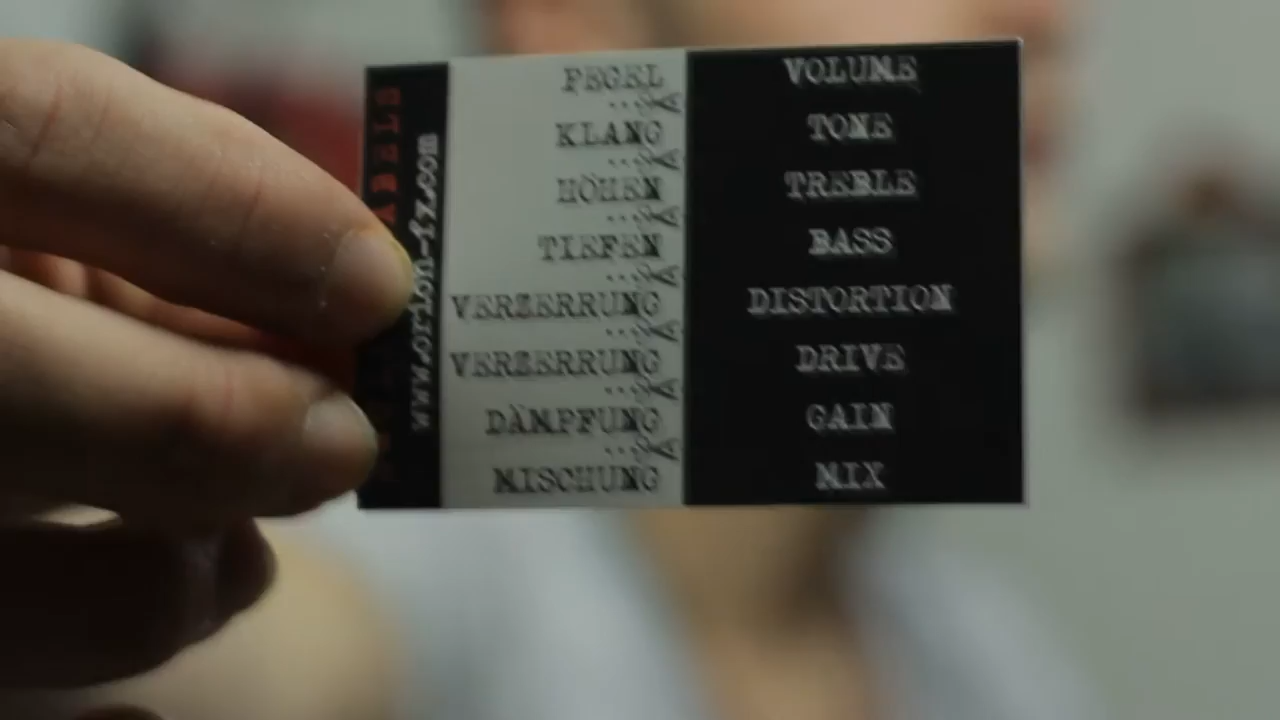 ABELS
www.orion-fx.com
PEGEL
KLANG
HÖHEN
TIEFEN
VERZERRUNG
VERZERRUNG
DÄMPFUNG
MISCHUNG
VOLUME
TONE
TREBLE
BASS
DISTORTION
DRIVE
GAIN
MIX